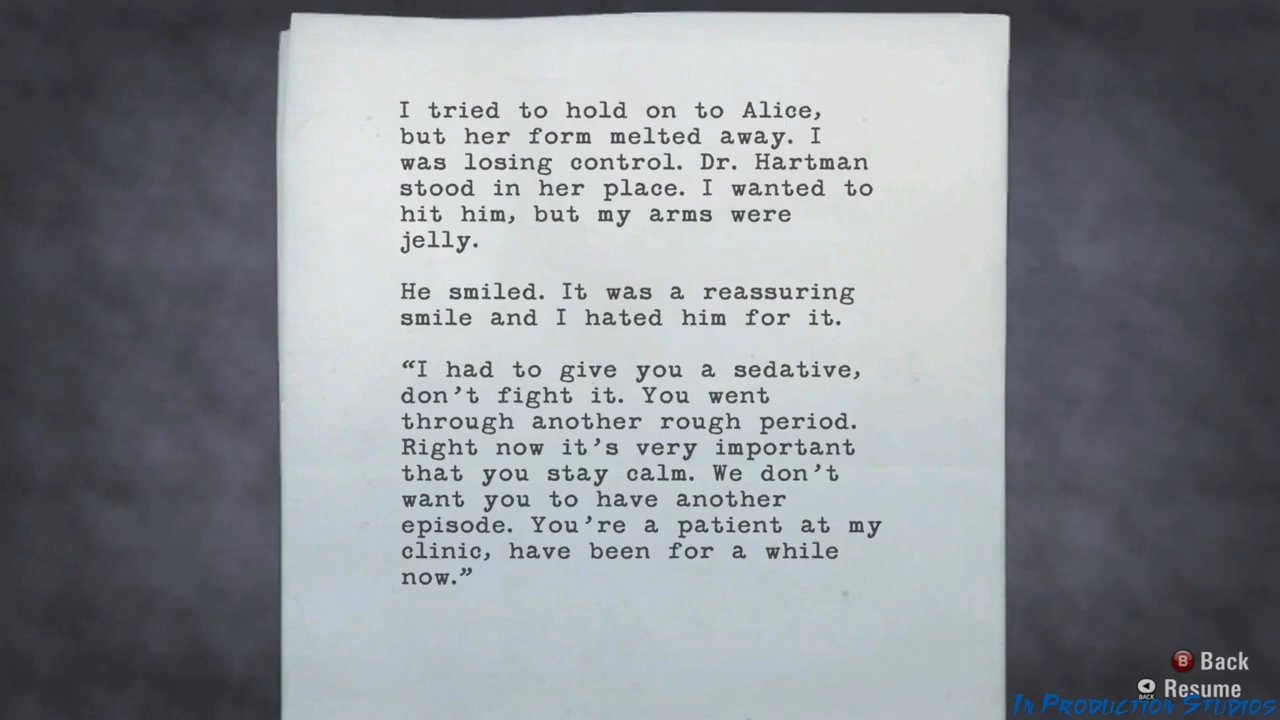 I tried to hold on to Alice,
but her form melted away. I
was losing control. Dr. Hartman
stood in her place. I wanted to
hit him, but my arms were
jelly.
He smiled. It was a reassuring
smile and I hated him for it.
“I had to give you a sedative,
don’t fight it. You went
through another rough period.
Right now it’s very important
that you stay calm. We don’t
want you to have another
episode. You’re a patient at my
clinic, have been for a while
now.”
B Back
BACK Resume
In Production Studios